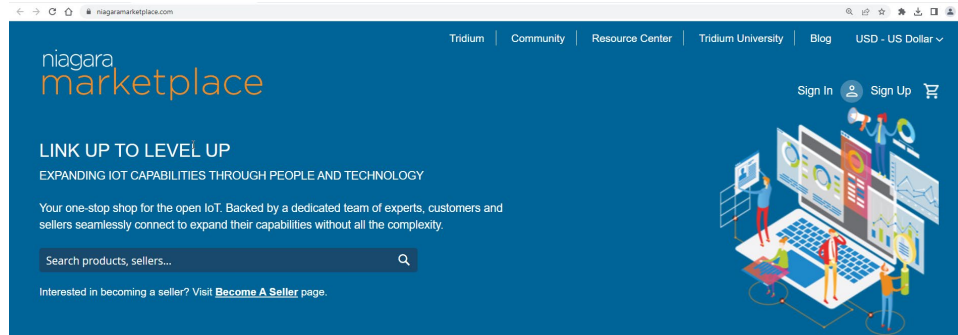 niagaramarketplace.com
Tridium | Community | Resource Center | Tridium University | Blog USD - US Dollar
niagara
marketplace
Sign In Sign Up
LINK UP TO LEVEL UP
EXPANDING IOT CAPABILITIES THROUGH PEOPLE AND TECHNOLOGY
Your one-stop shop for the open IoT. Backed by a dedicated team of experts, customers and
sellers seamlessly connect to expand their capabilities without all the complexity.
Search products, sellers...
Interested in becoming a seller? Visit Become A Seller page.